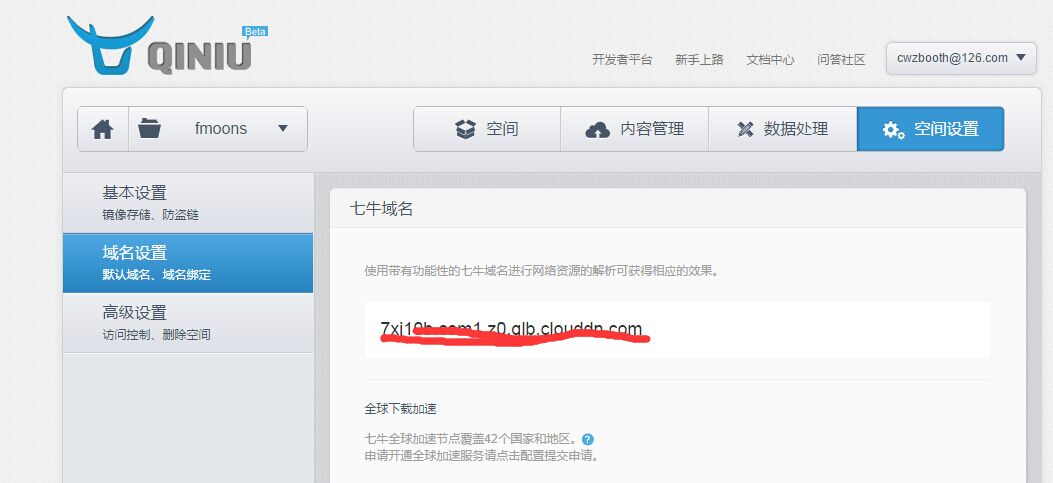 Beta
QINIU
开发者平台 新手上路 文档中心 问答社区 cwzbooth@126.com
fmoons 空间 内容管理 数据处理 空间设置
基本设置
镜像存储、防盗链
域名设置
默认域名、域名绑定
高级设置
访问控制、删除空间
七牛域名
使用带有功能性的七牛域名进行网络资源的解析可获得相应的效果。
全球下载加速
七牛全球加速节点覆盖42个国家和地区。
申请开通全球加速服务请点击配置提交申请。